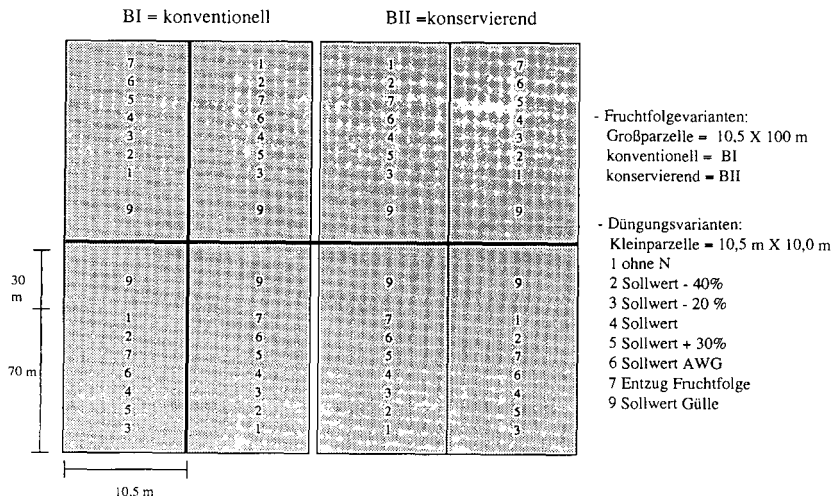 BI = konventionell BII =konservierend
7 1 1 7
6 2 2 6
5 7 7 5
4 6 6 4
3 4 4 3
2 5 5 2
1 3 3 1
9 9 9 9
9 9 9 9
1 7 7 1
2 6 6 2
7 5 5 7
6 4 4 6
4 3 3 4
5 2 2 5
3 1 1 3
30
m
70 m
10,5 m
- Fruchtfolgevarianten:
Großparzelle = 10,5 X 100 m
konventionell = BI
konservierend = BII
- Düngungsvarianten:
Kleinparzelle = 10,5 m X 10,0 m
1 ohne N
2 Sollwert - 40%
3 Sollwert - 20 %
4 Sollwert
5 Sollwert + 30%
6 Sollwert AWG
7 Entzug Fruchtfolge
9 Sollwert Gülle